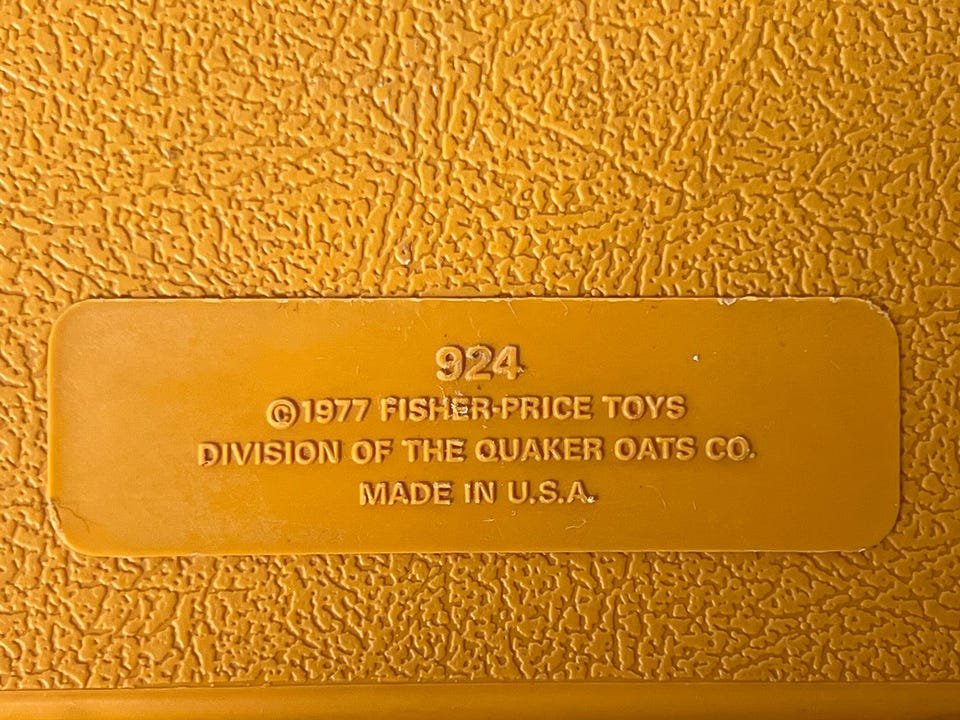 924
©1977 FISHER-PRICE TOYS
DIVISION OF THE QUAKER OATS CO.
MADE IN U.S.A.